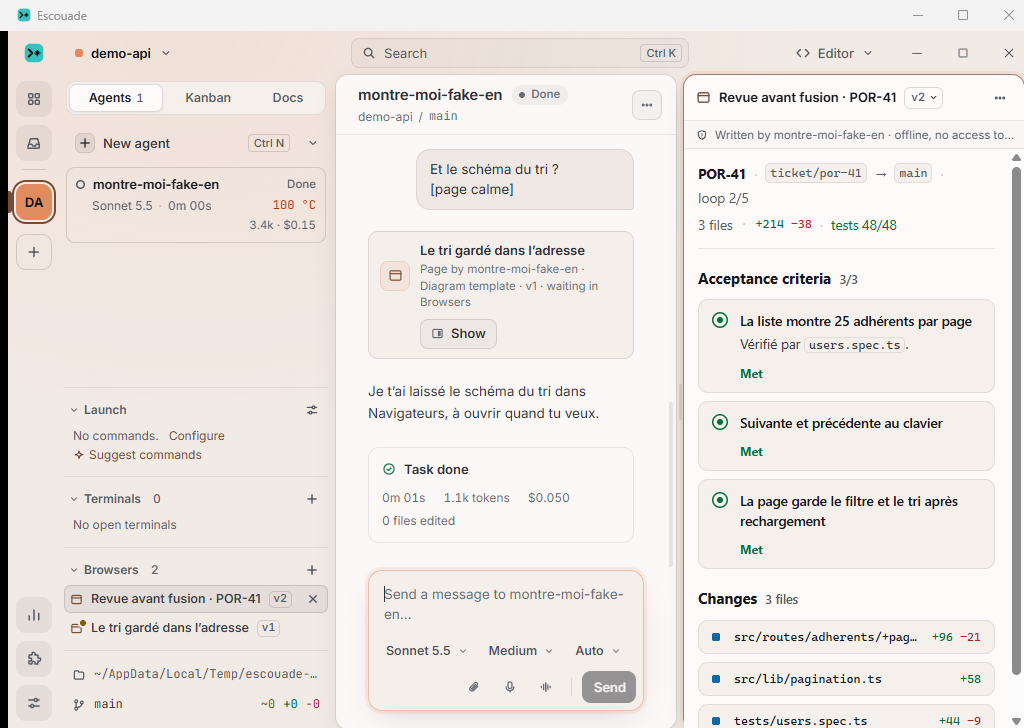 Escouade
demo-api
Search
Ctrl K
Editor
Agents 1
Kanban
Docs
New agent
Ctrl N
DA
montre-moi-fake-en
Done
Sonnet 5.5 · 0m 00s
100 °C
3.4k · $0.15
Launch
No commands. Configure
Suggest commands
Terminals 0
No open terminals
Browsers 2
Revue avant fusion · POR-41 v2
Le tri gardé dans l’adresse v1
~/AppData/Local/Temp/escouade-…
main
~0 +0 -0
montre-moi-fake-en
Done
demo-api / main
Et le schéma du tri ?
[page calme]
Le tri gardé dans l’adresse
Page by montre-moi-fake-en ·
Diagram template · v1 · waiting in
Browsers
Show
Je t’ai laissé le schéma du tri dans
Navigateurs, à ouvrir quand tu veux.
Task done
0m 01s 1.1k tokens $0.050
0 files edited
Send a message to montre-moi-fake-
en…
Sonnet 5.5
Medium
Auto
Send
Revue avant fusion · POR-41
v2
Written by montre-moi-fake-en · offline, no access to…
POR-41 · ticket/por-41 → main ·
loop 2/5
3 files · +214 −38 · tests 48/48
Acceptance criteria 3/3
La liste montre 25 adhérents par page
Vérifié par users.spec.ts.
Met
Suivante et précédente au clavier
Met
La page garde le filtre et le tri après
rechargement
Met
Changes 3 files
src/routes/adherents/+pag… +96 −21
src/lib/pagination.ts +58
tests/users.spec.ts +44 −9